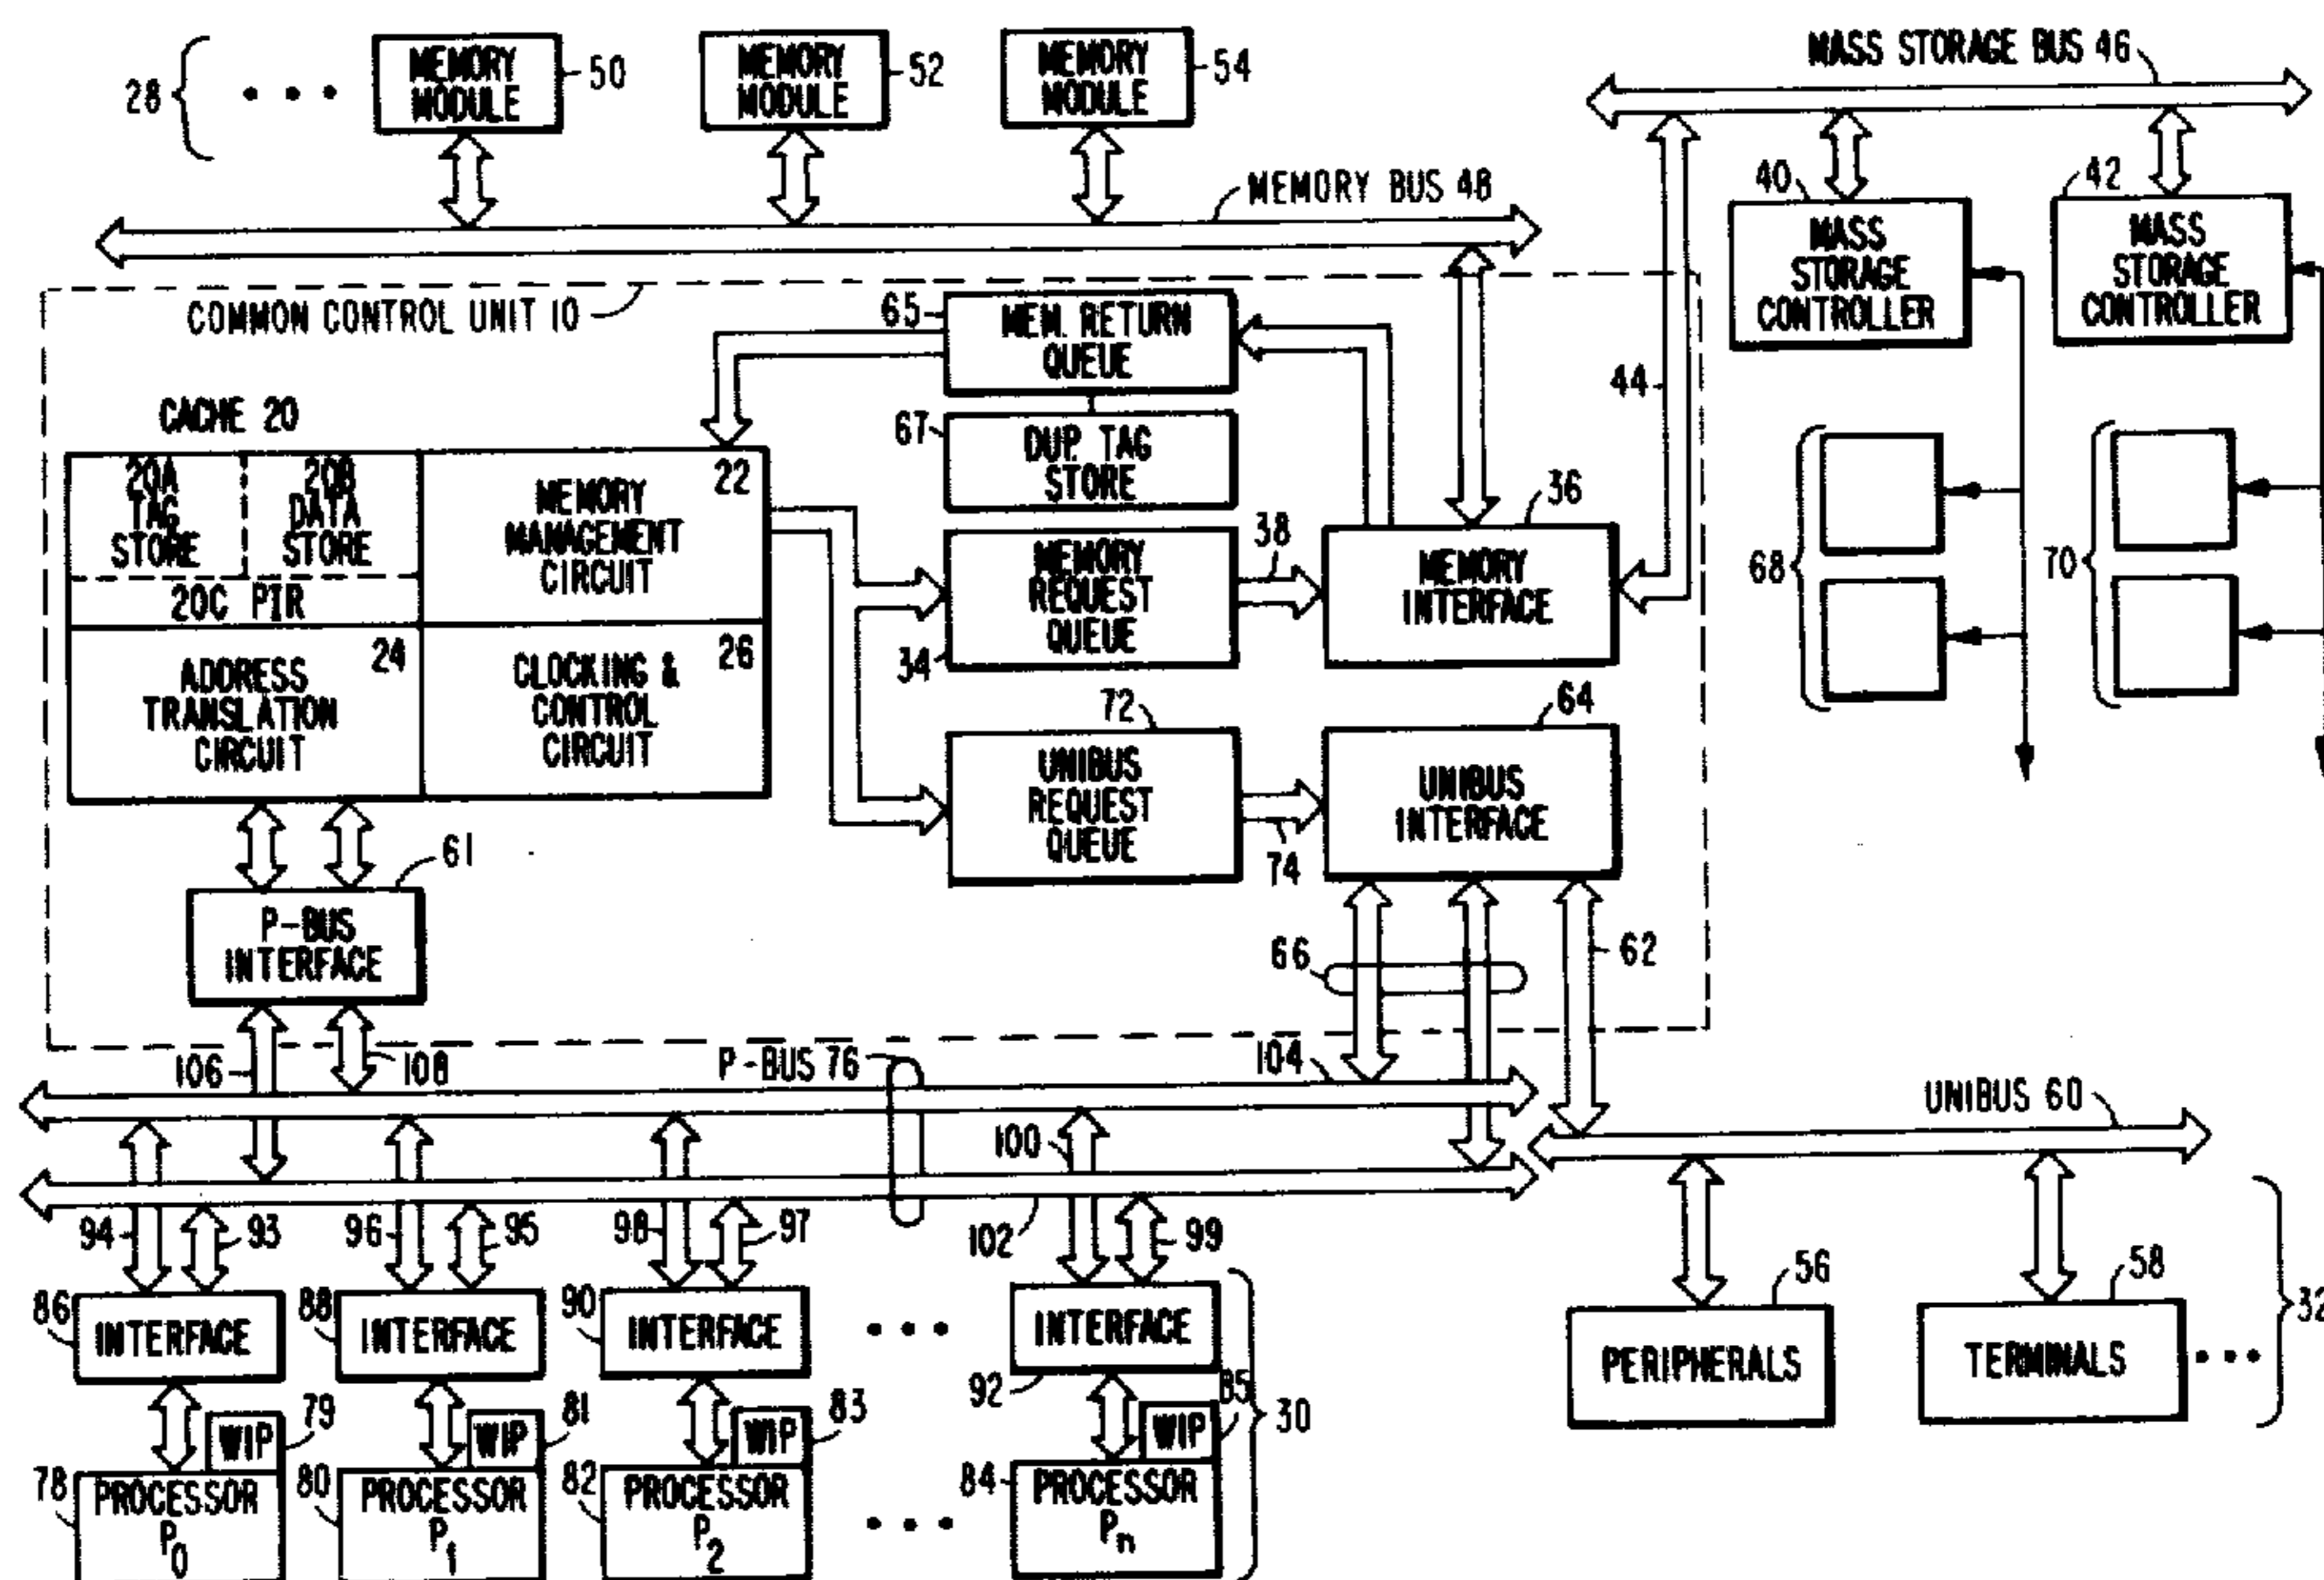 28
MEMORY
MODULE
50
MEMORY
MODULE
52
MEMORY
MODULE
54
MASS STORAGE BUS 46
MEMORY BUS 48
40
MASS
STORAGE
CONTROLLER
42
MASS
STORAGE
CONTROLLER
COMMON CONTROL UNIT 10
65
MEM. RETURN
QUEUE
44
CACHE 20
67
DUP. TAG
STORE
20A
TAG
STORE
20B
DATA
STORE
20C PIR
22
MEMORY
MANAGEMENT
CIRCUIT
24
ADDRESS
TRANSLATION
CIRCUIT
26
CLOCKING &
CONTROL
CIRCUIT
MEMORY
REQUEST
QUEUE
34
38
36
MEMORY
INTERFACE
68
70
72
UNIBUS
REQUEST
QUEUE
74
64
UNIBUS
INTERFACE
61
P-BUS
INTERFACE
66
62
106
108
P-BUS 76
104
UNIBUS 60
100
94
93
96
95
98
97
102
99
86
INTERFACE
88
INTERFACE
90
INTERFACE
• • •
INTERFACE
92
56
PERIPHERALS
58
TERMINALS
• • •
32
79
WIP
81
WIP
83
WIP
85
WIP
30
78
PROCESSOR
P0
80
PROCESSOR
P1
82
PROCESSOR
P2
• • •
84
PROCESSOR
Pn